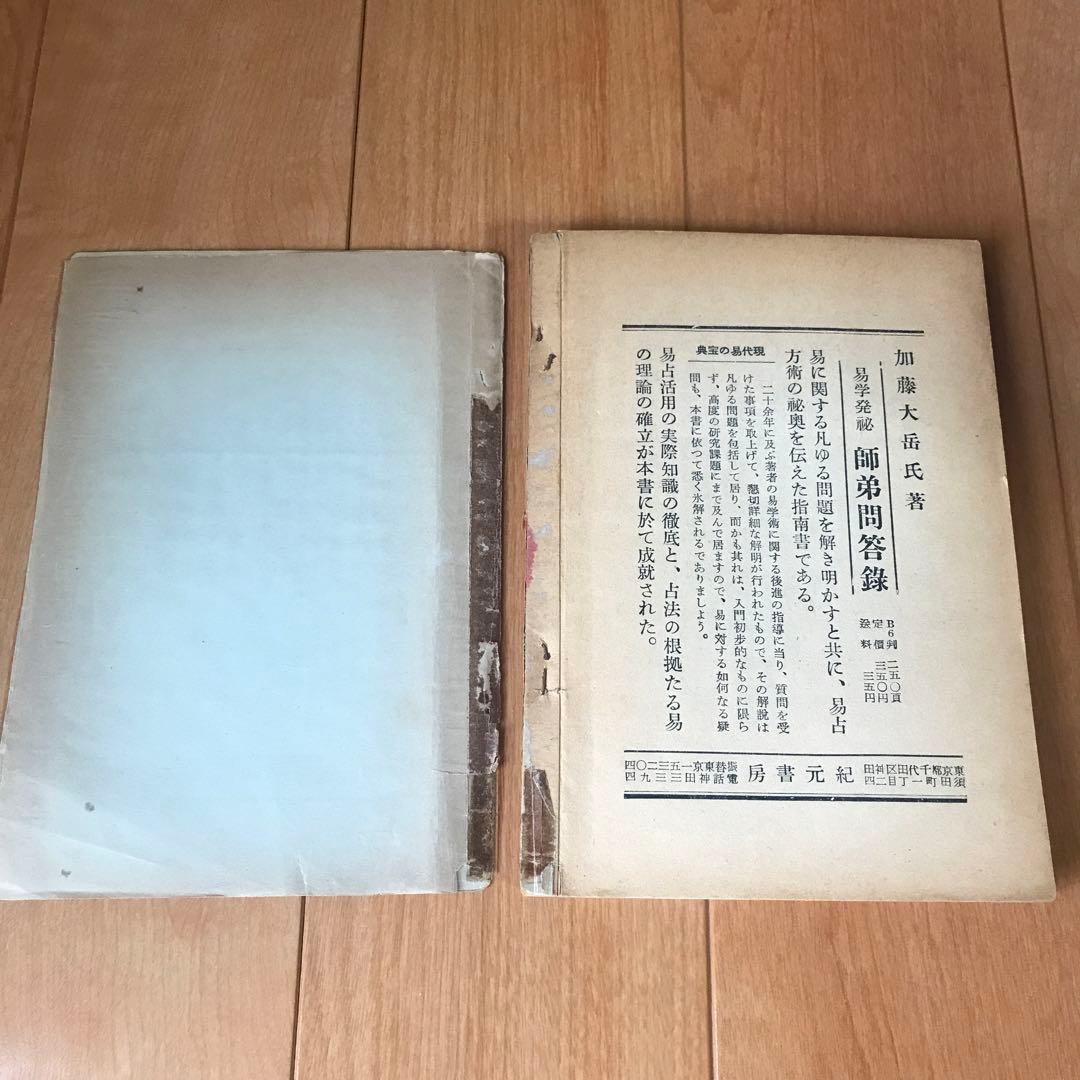 加藤大岳氏著
易学発祕
師弟問答錄
B6判 二五〇頁
定價 三五〇円
送料 三五円
易に関する凡ゆる問題を解き明かすと共に、易占
方術の祕奥を伝えた指南書である。
現代易の宝典
二十余年に及ぶ著者の易学術に関する後進の指導に当り、質問を受
けた事項を取上げて、懇切詳細な解明が行われたもので、その解説は
凡ゆる問題を包括して居り、而かも其れは、入門初歩的なものに限ら
ず、高度の研究課題にまで及んで居ますので、易に対する如何なる疑
問も、本書に依つて悉く氷解されるでありましよう。
易占活用の実際知識の徹底と、占法の根拠たる易
の理論の確立が本書に於て成就された。
東京都千代田区神田
須田町一丁目二四
紀元書房
振替東京一五三二〇四
電話神田三三九四